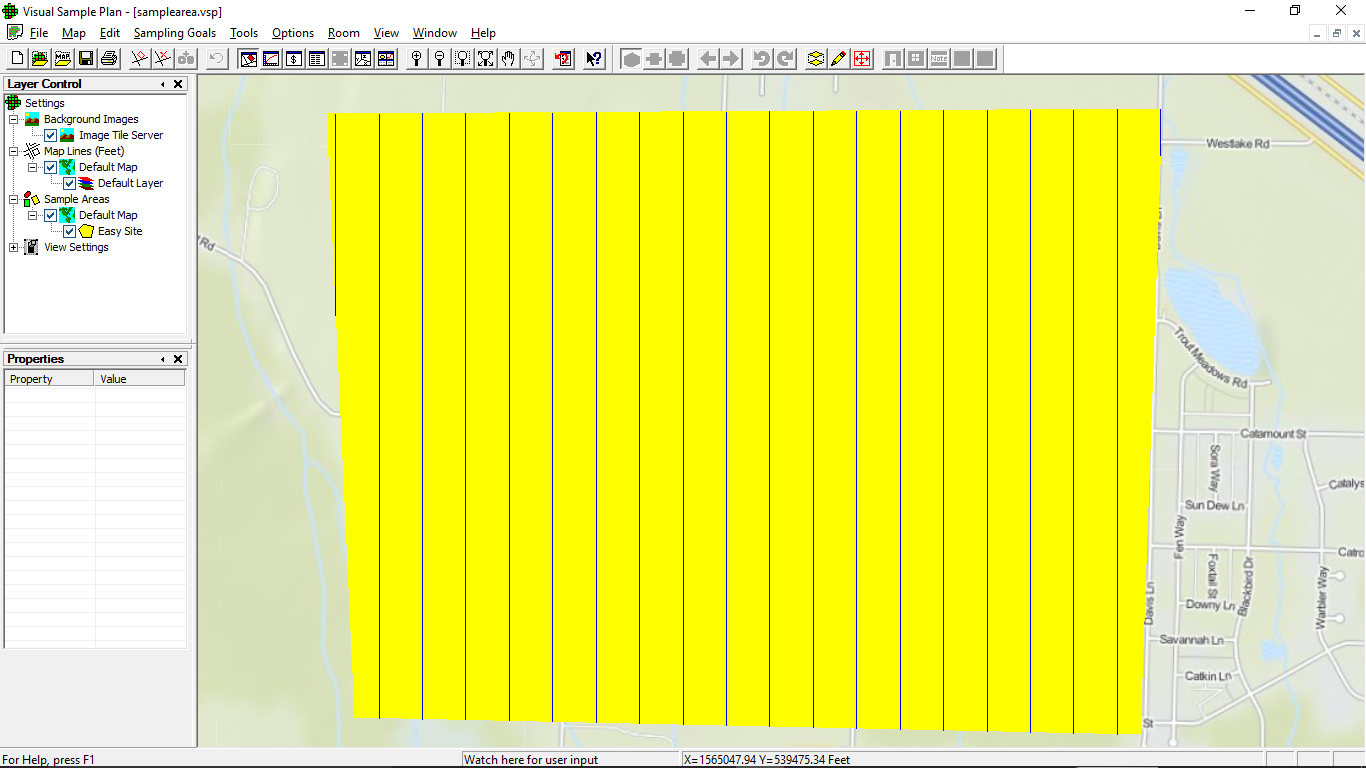 Visual Sample Plan - [samplearea.vsp]
File Map Edit Sampling Goals Tools Options Room View Window Help
Layer Control
Settings
Background Images
Image Tile Server
Map Lines (Feet)
Default Map
Default Layer
Sample Areas
Default Map
Easy Site
View Settings
Properties
Property Value
Rd
Westlake Rd
Davis Ln
Trout Meadows Rd
Catamount St
Sora Way
Catalys
Sun Dew Ln
Fen Way
Catro
Foxtail St
Blackbird Dr
Warbler Way
Davis Ln
Downy Ln
Savannah Ln
Catkin Ln
St
For Help, press F1
Watch here for user input
X=1565047.94 Y=539475.34 Feet